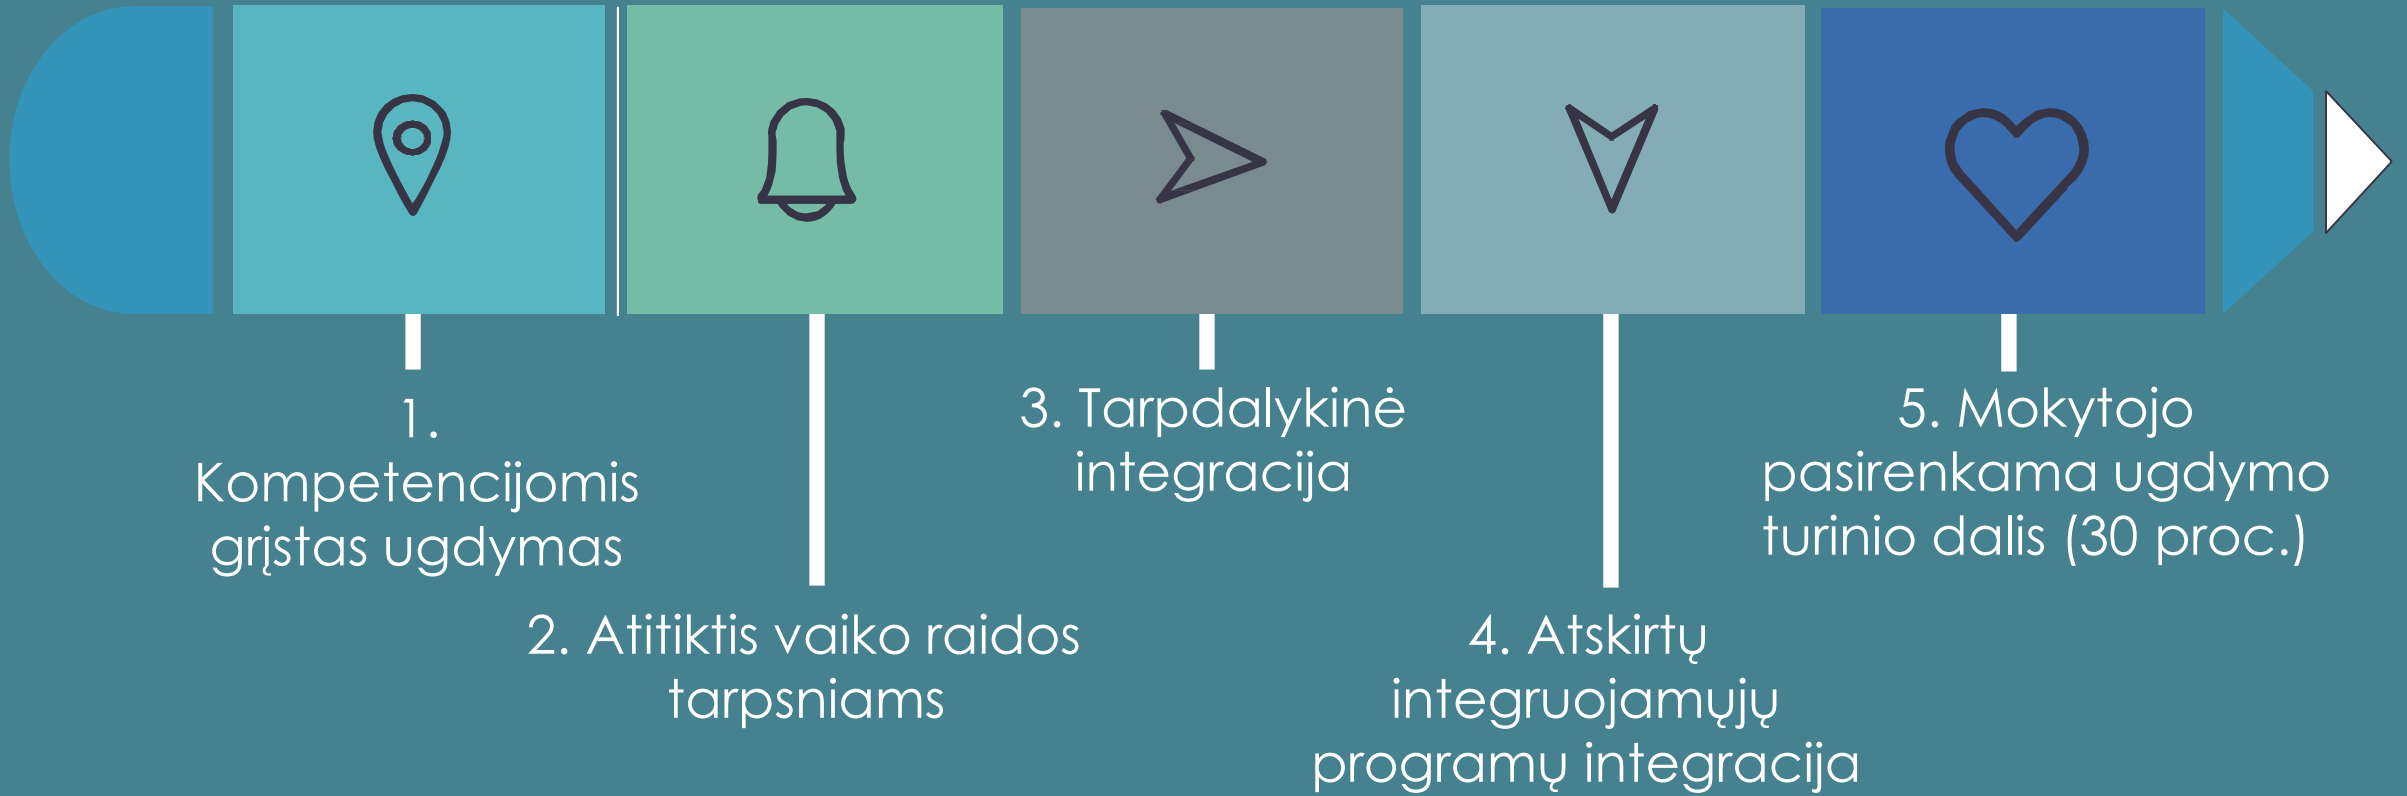 1.
Kompetencijomis
grįstas ugdymas
2. Atitiktis vaiko raidos
tarpsniams
3. Tarpdalykinė
integracija
4. Atskirtų
integruojamųjų
programų integracija
5. Mokytojo
pasirenkama ugdymo
turinio dalis (30 proc.)